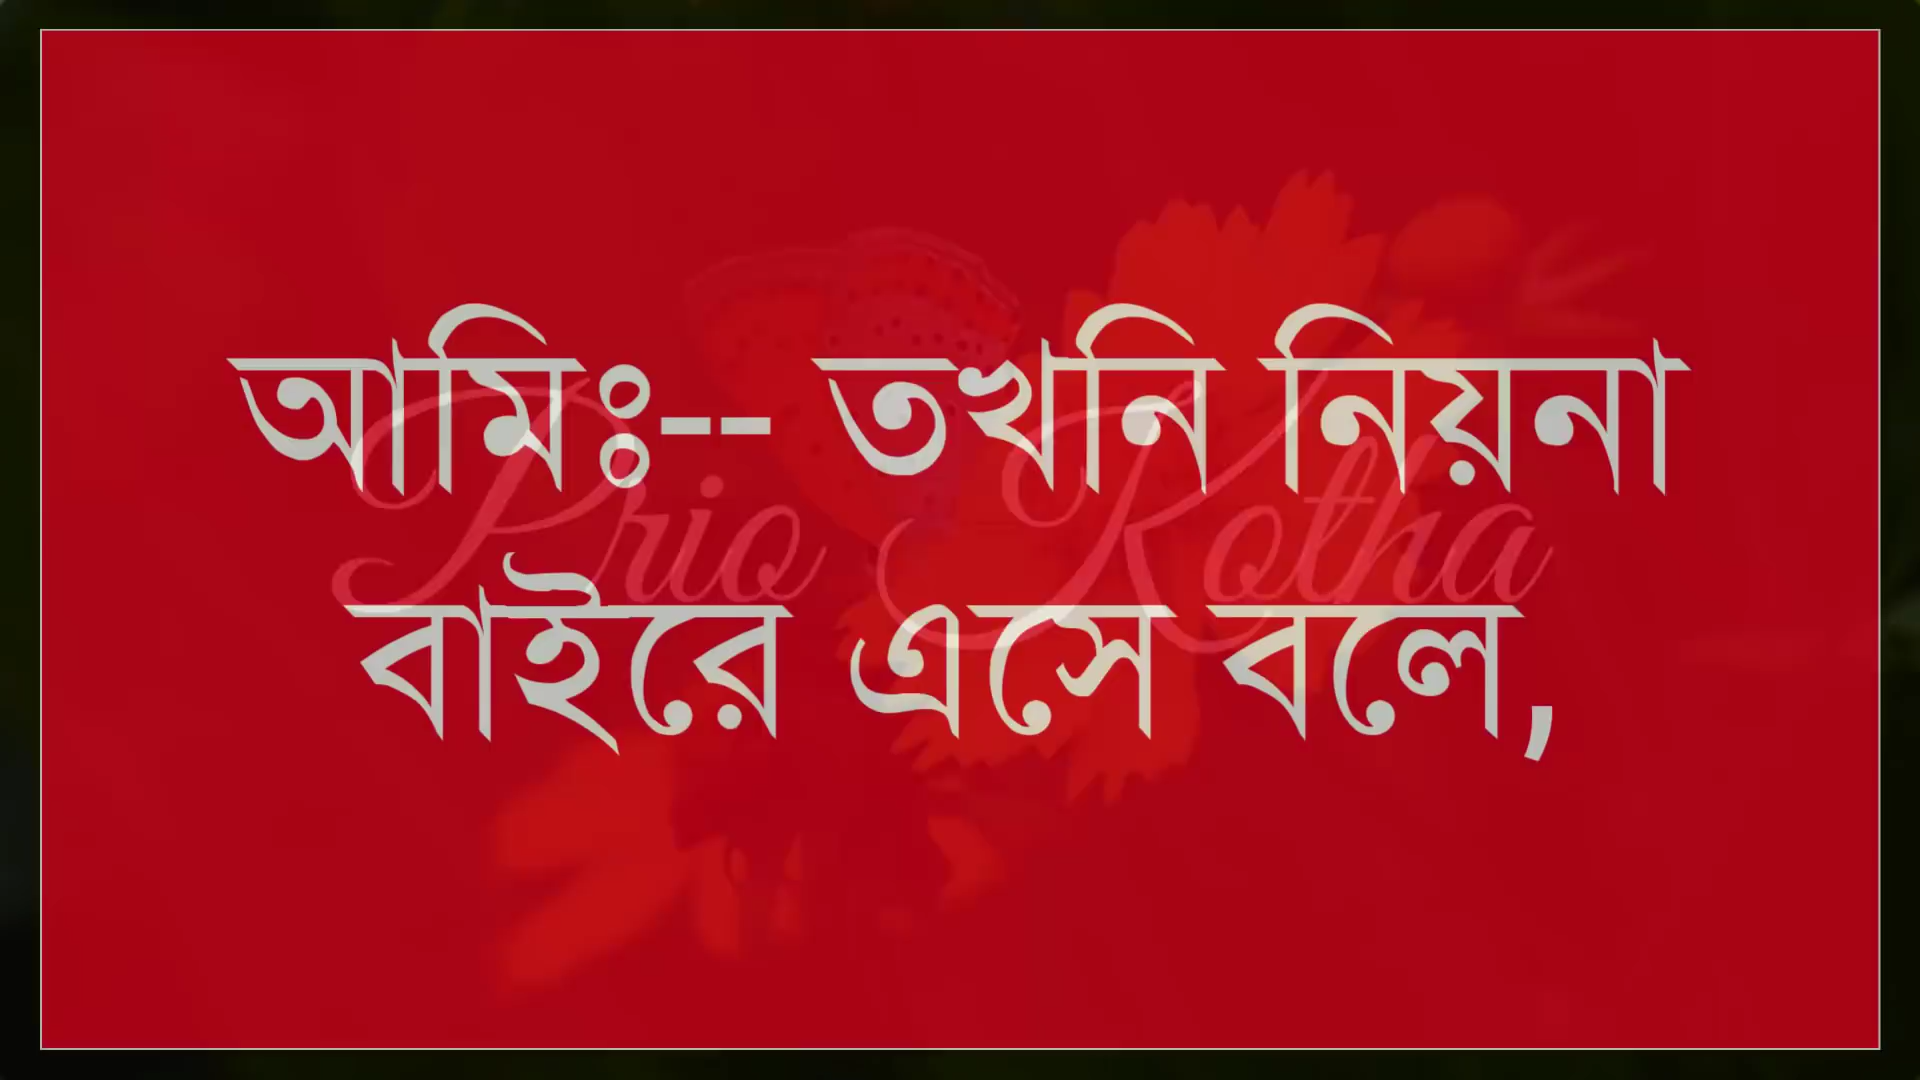 আমিঃ-- তখনি নিয়না
Prio Kotha
বাইরে এসে বলে,